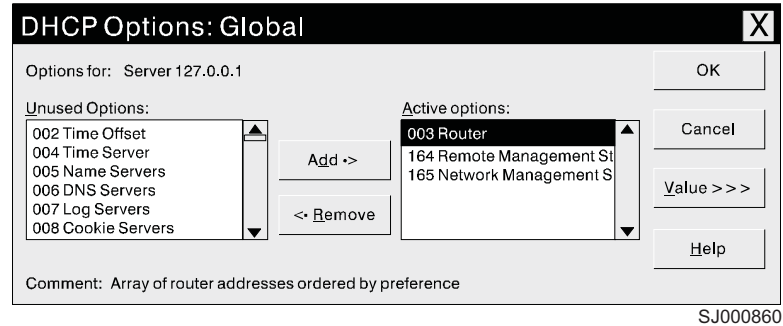 DHCP Options: Global
X
Options for: Server 127.0.0.1
OK
Unused Options:
002 Time Offset
004 Time Server
005 Name Servers
006 DNS Servers
007 Log Servers
008 Cookie Servers
Add ->
<- Remove
Active options:
003 Router
164 Remote Management St
165 Network Management S
Cancel
Value >>>
Help
Comment: Array of router addresses ordered by preference
SJ000860